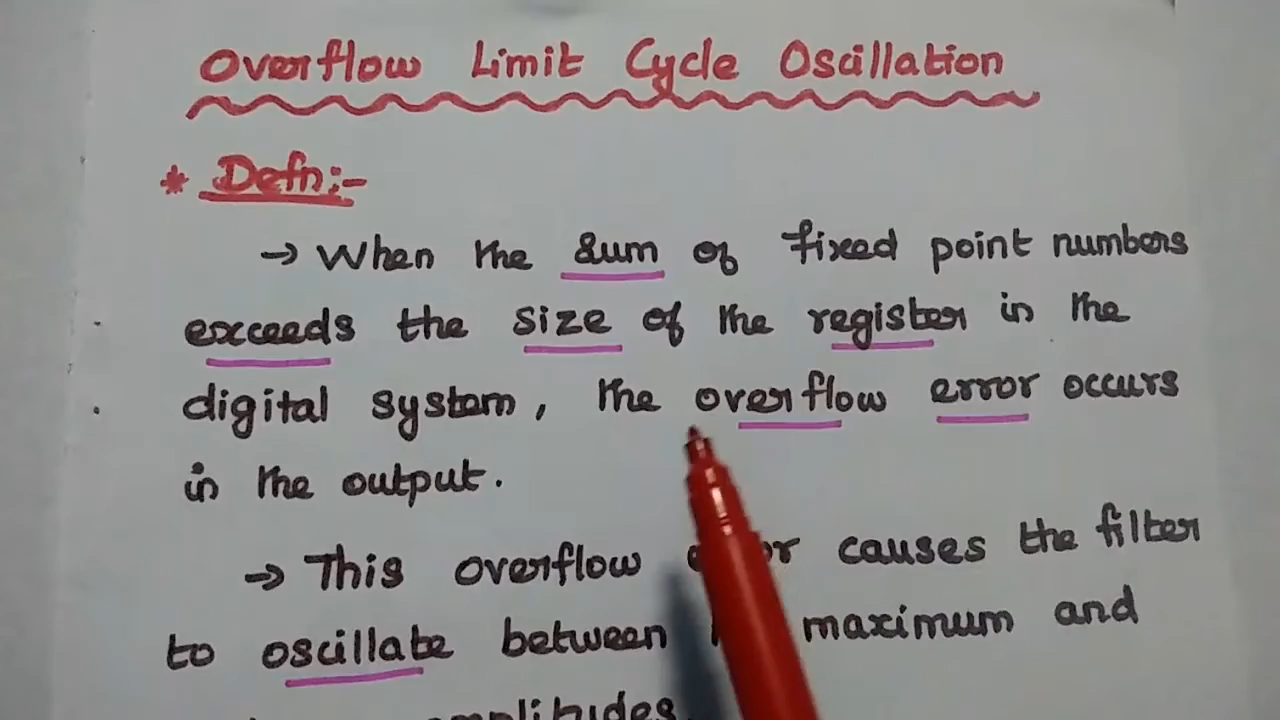 Overflow Limit Cycle Oscillation
* Defn:-
→ When the Sum of fixed point numbers
exceeds the size of the register in the
digital system, the overflow error occurs
in the output.
→ This overflow causes the filter
to oscillate between maximum and
amplitudes.